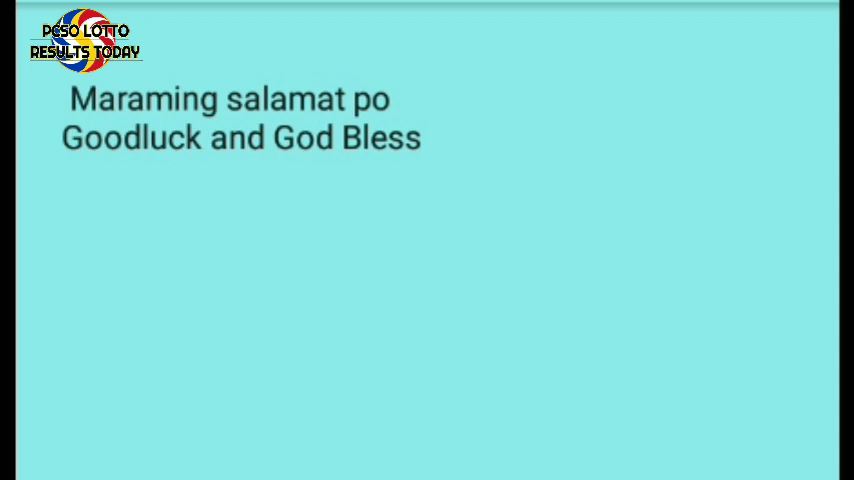 PCSO LOTTO
RESULTS TODAY
Maraming salamat po
Goodluck and God Bless